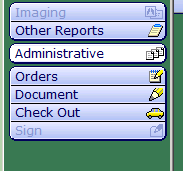 Imaging
Other Reports
Administrative
Orders
Document
Check Out
Sign